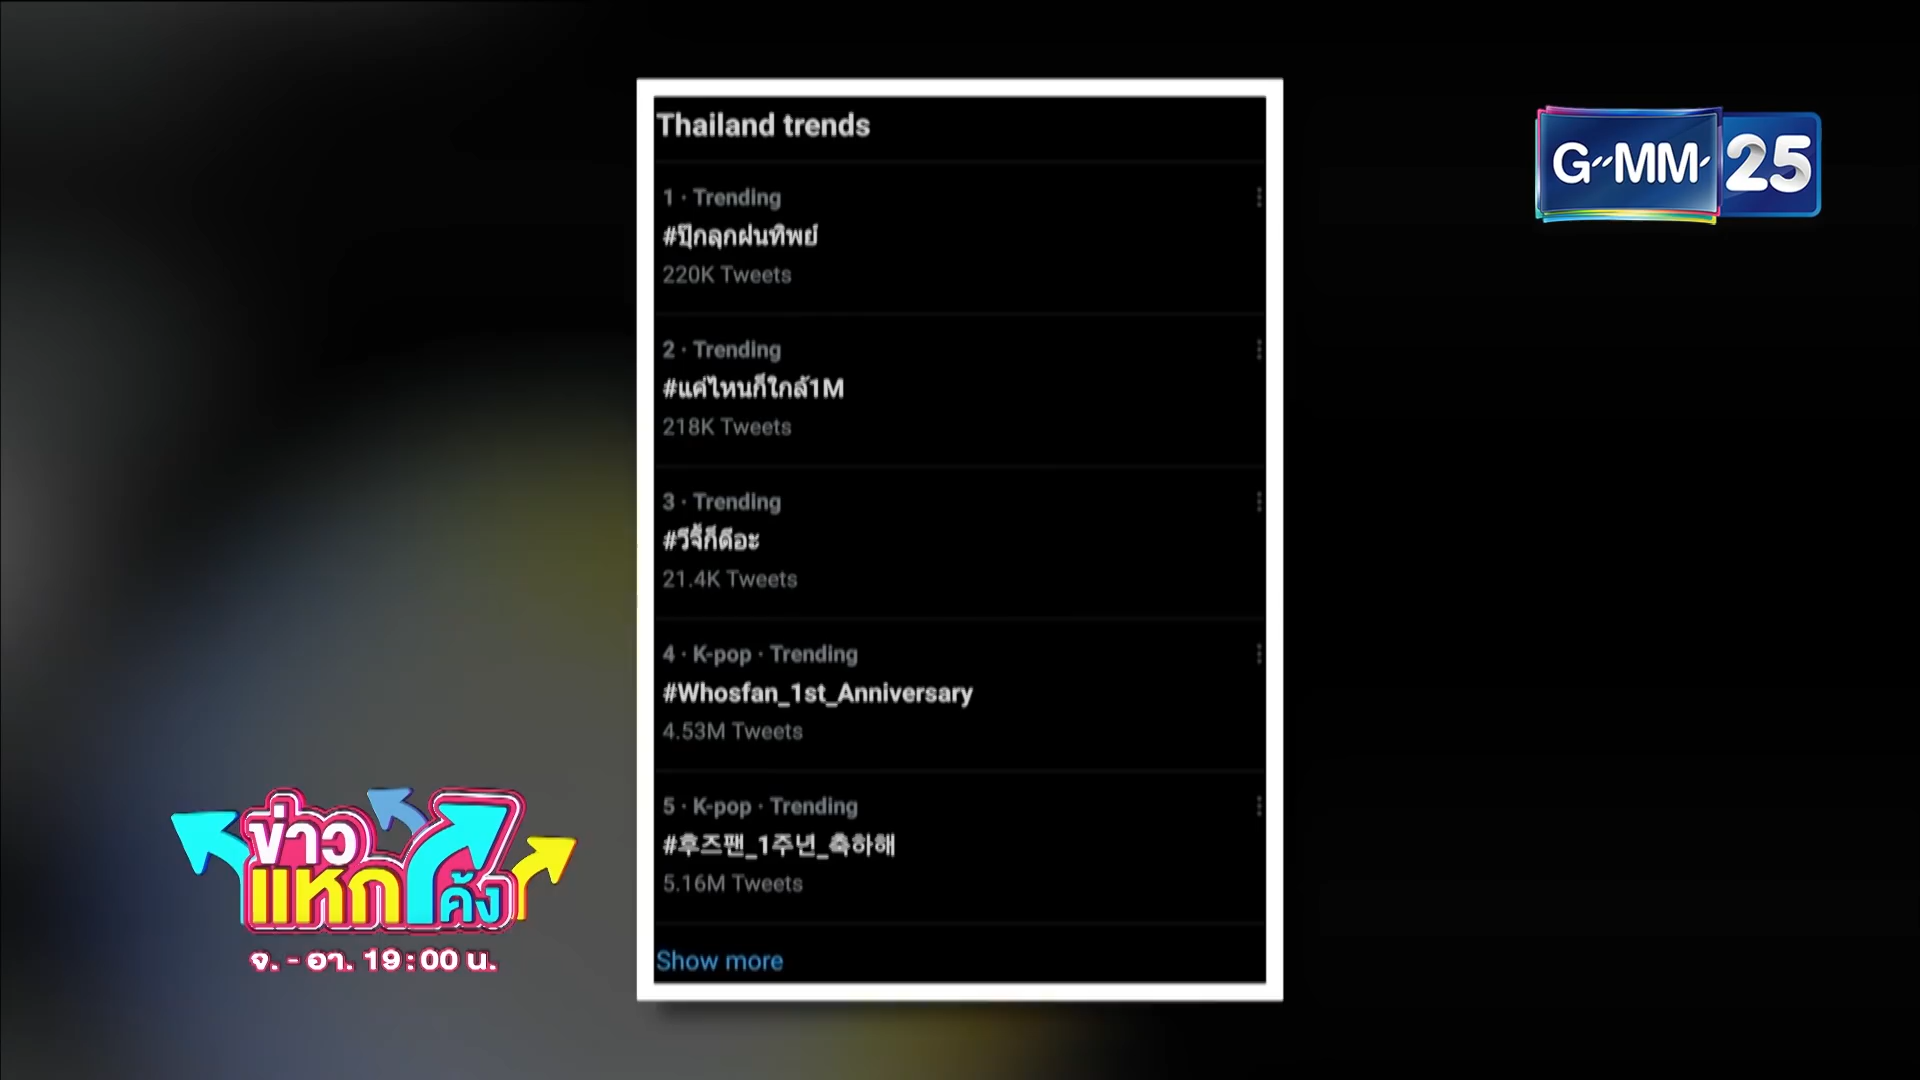 Thailand trends
1 · Trending
#ปุ๊กลุกฝนทิพย์
220K Tweets
2 · Trending
#แค่ไหนก็ใกล้1M
218K Tweets
3 · Trending
#วีจี้ก็ดีอะ
21.4K Tweets
4 · K-pop · Trending
#Whosfan_1st_Anniversary
4.53M Tweets
5 · K-pop · Trending
#후즈팬_1주년_축하해
5.16M Tweets
Show more
GMM 25
ข่าว
แหกโค้ง
จ. - อา. 19:00 น.